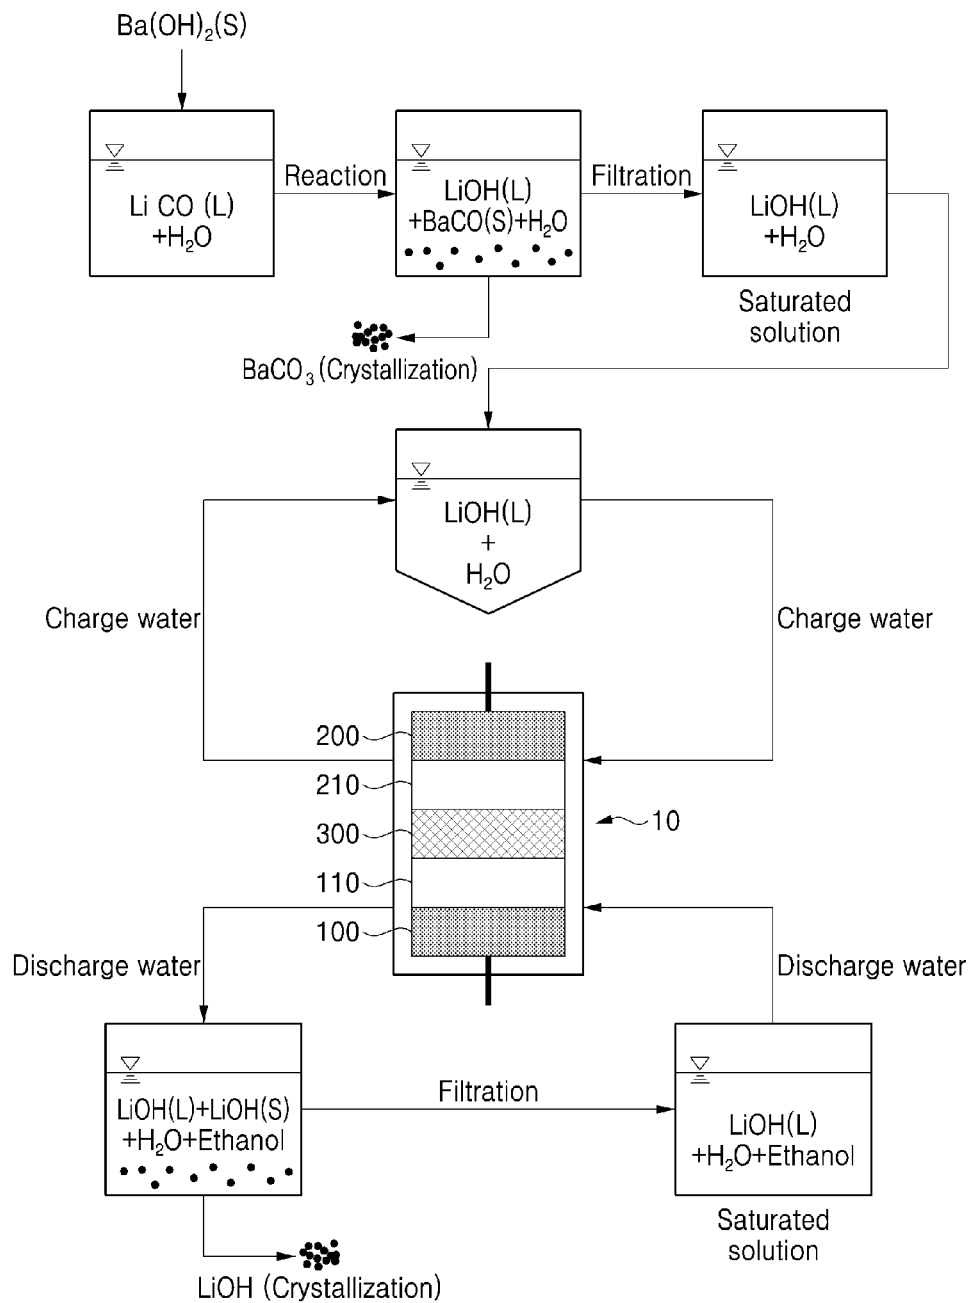 Ba(OH)₂(S)
Li CO (L)
+H₂O
Reaction
LiOH(L)
+BaCO(S)+H₂O
Filtration
LiOH(L)
+H₂O
Saturated
solution
BaCO₃(Crystallization)
LiOH(L)
+
H₂O
Charge water
Charge water
200
210
300
110
100
10
Discharge water
Discharge water
LiOH(L)+LiOH(S)
+H₂O+Ethanol
Filtration
LiOH(L)
+H₂O+Ethanol
Saturated
solution
LiOH (Crystallization)